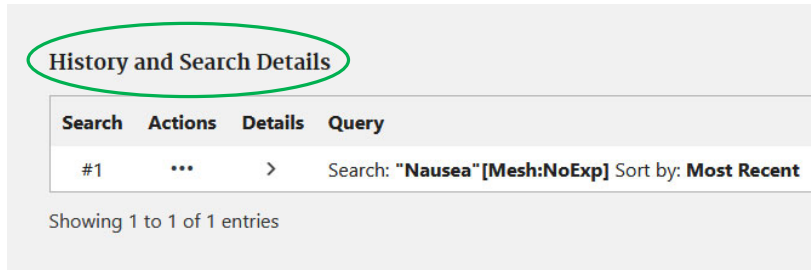 History and Search Details
Search Actions Details Query
#1 ••• > Search: "Nausea"[Mesh:NoExp] Sort by: Most Recent
Showing 1 to 1 of 1 entries